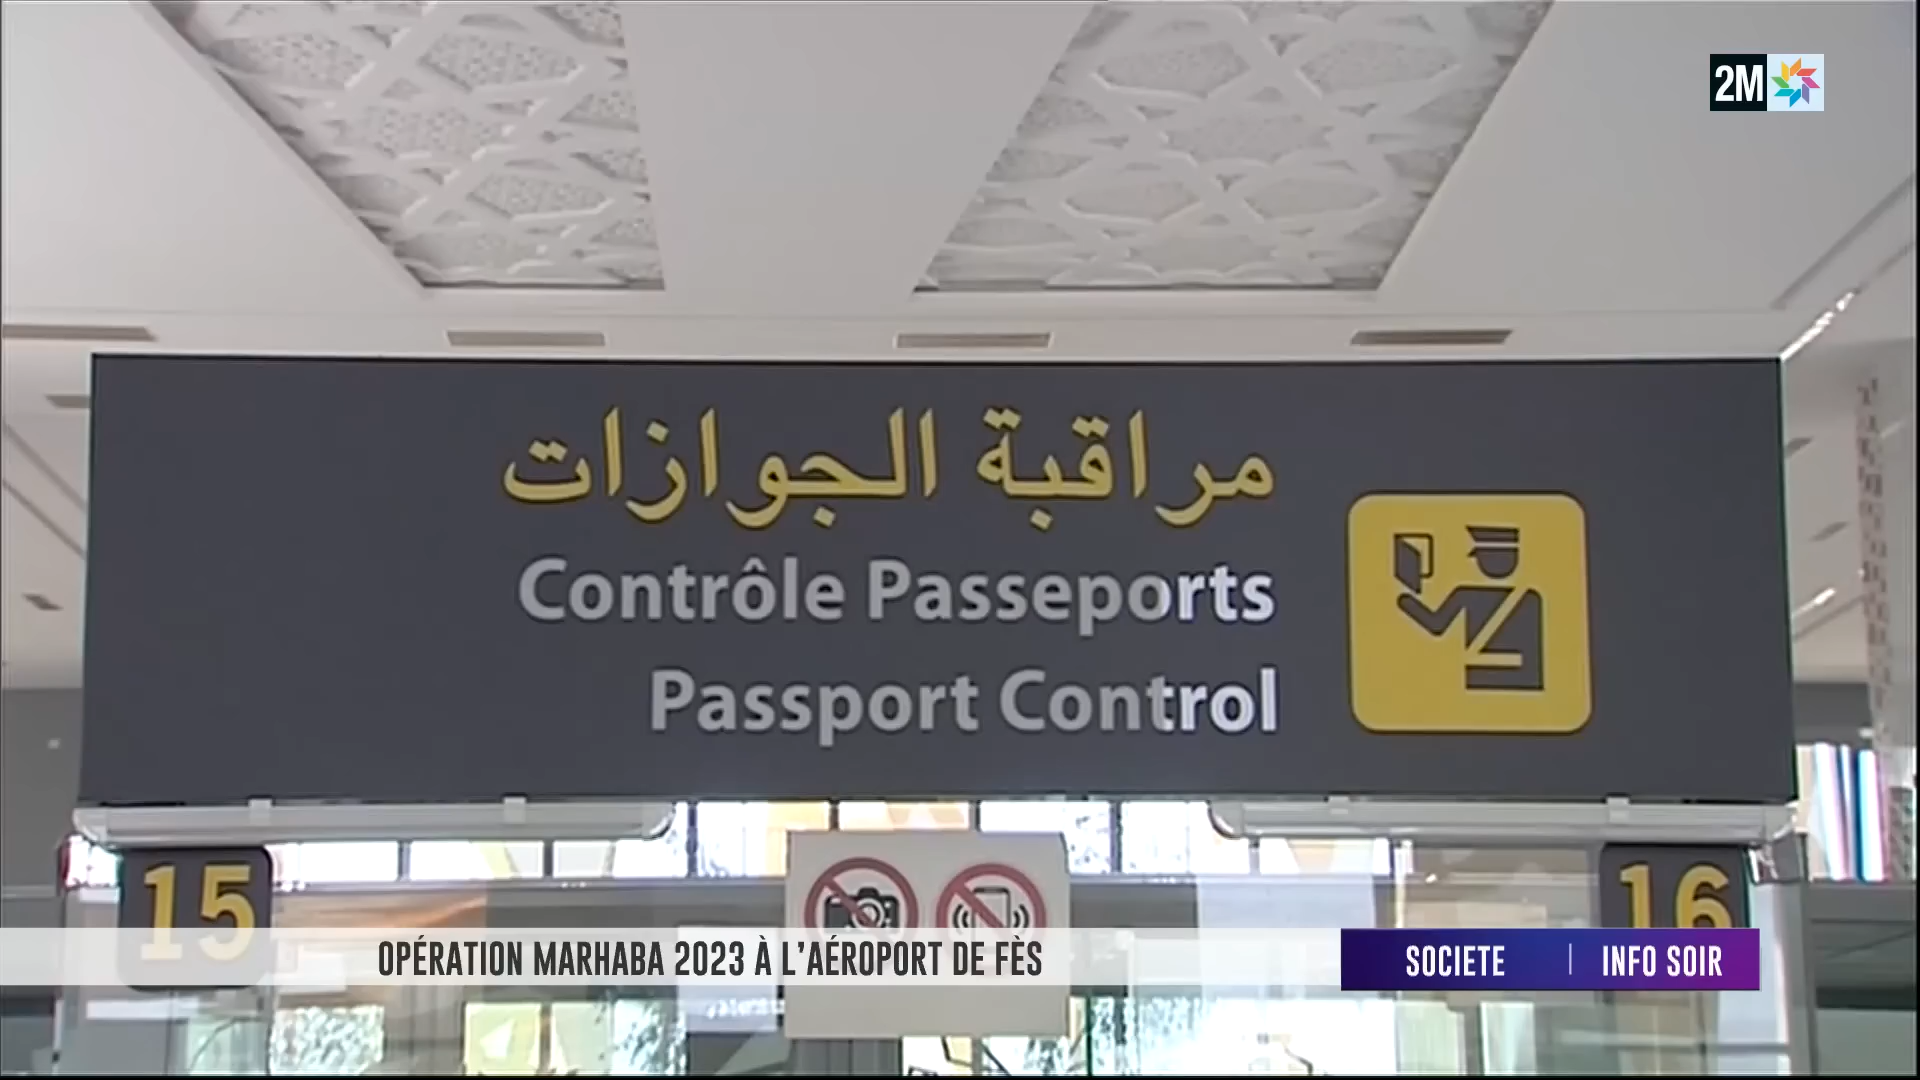 2M
مراقبة الجوازات
Contrôle Passeports
Passport Control
15
16
OPÉRATION MARHABA 2023 À L'AÉROPORT DE FÈS
SOCIETE | INFO SOIR